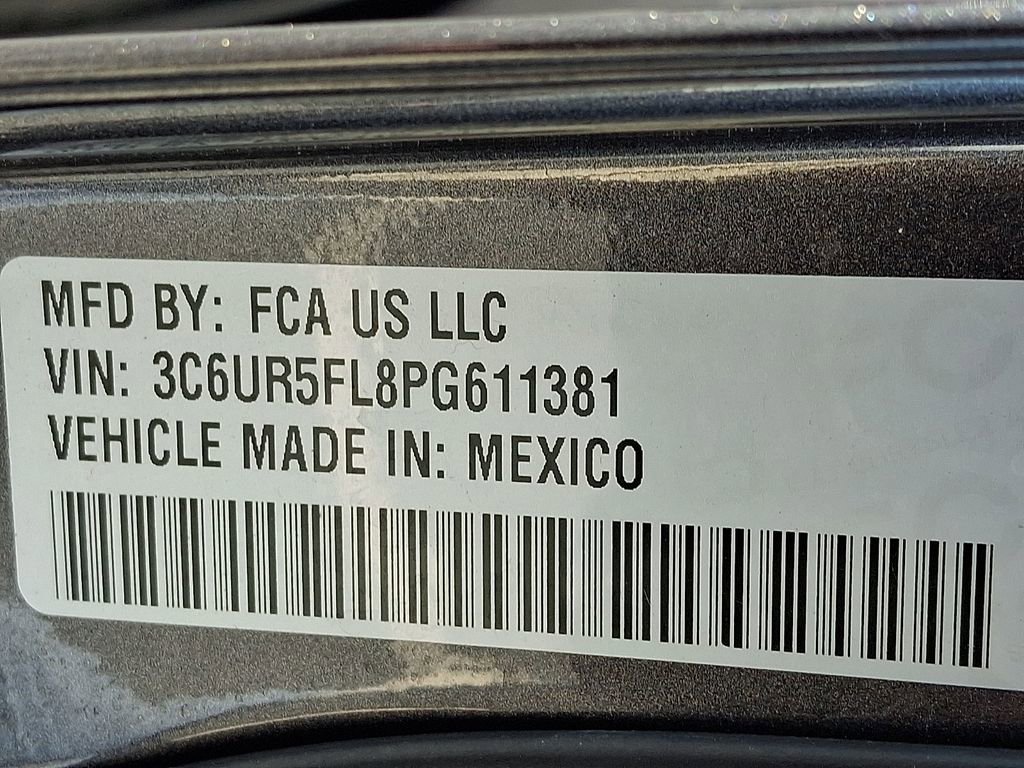 MFD BY: FCA US LLC
VIN: 3C6UR5FL8PG611381
VEHICLE MADE IN: MEXICO